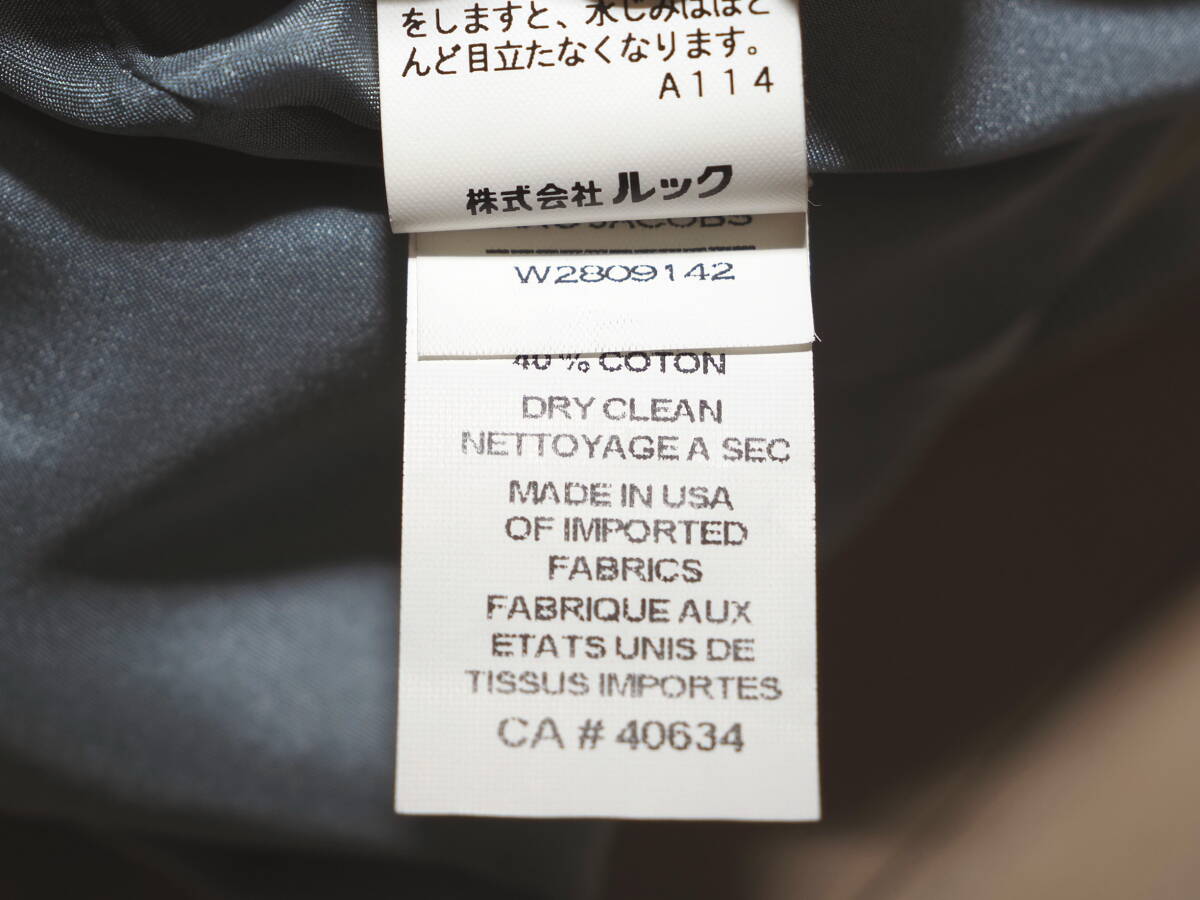 をしますと、水じみはほと
んど目立たなくなります。
A114
株式会社 ルック
JACOBS
W2809142
40% COTON
DRY CLEAN
NETTOYAGE A SEC
MADE IN USA
OF IMPORTED
FABRICS
FABRIQUE AUX
ETATS UNIS DE
TISSUS IMPORTES
CA # 40634